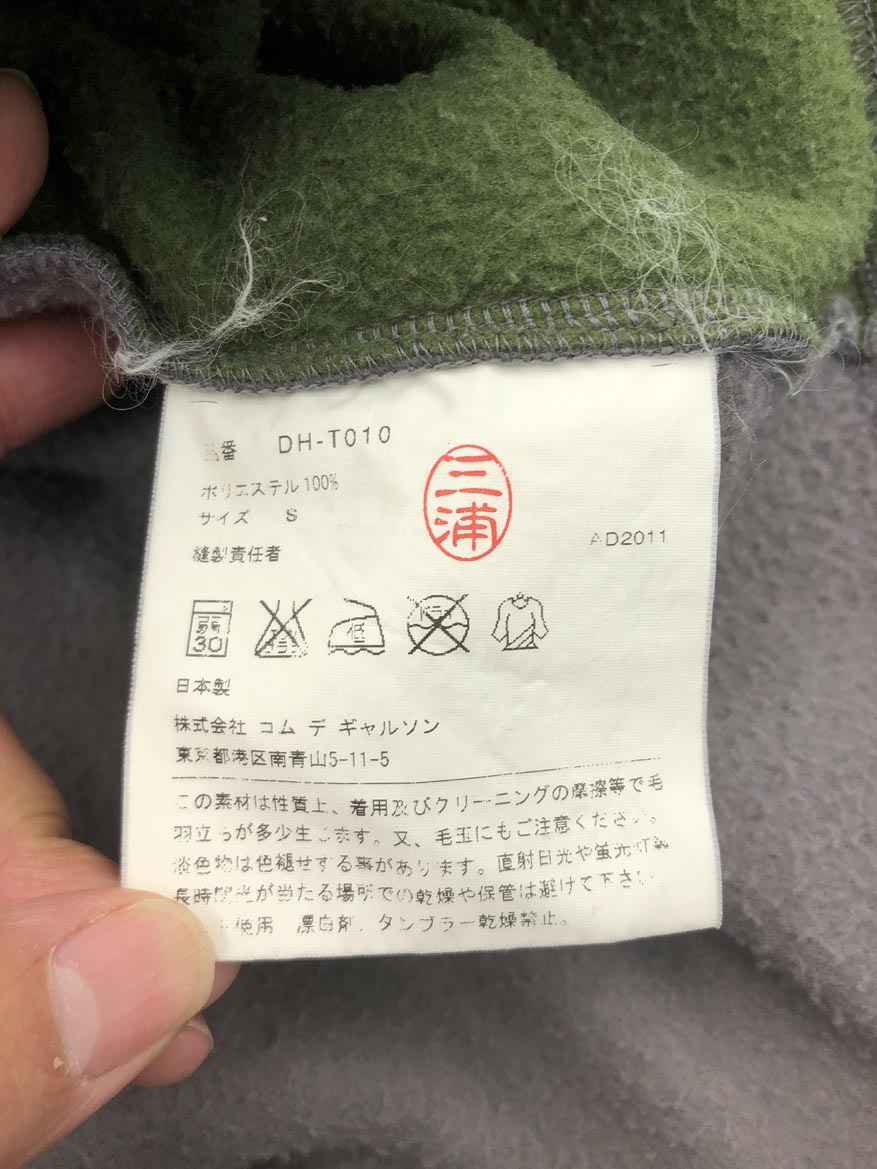 品番 DH-T010
ポリエステル100%
サイズ S
三浦
AD2011
縫製責任者
弱
30
低
日本製
株式会社 コム デ ギャルソン
東京都港区南青山5-11-5
この素材は性質上、着用及びクリーニングの摩擦等で毛
羽立ちが多少生じます。又、毛玉にもご注意ください。
淡色物は色褪せする事があります。直射日光や蛍光灯等
長時間光が当たる場所での乾燥や保管は避けて下さい。
使用 漂白剤、タンブラー乾燥禁止。